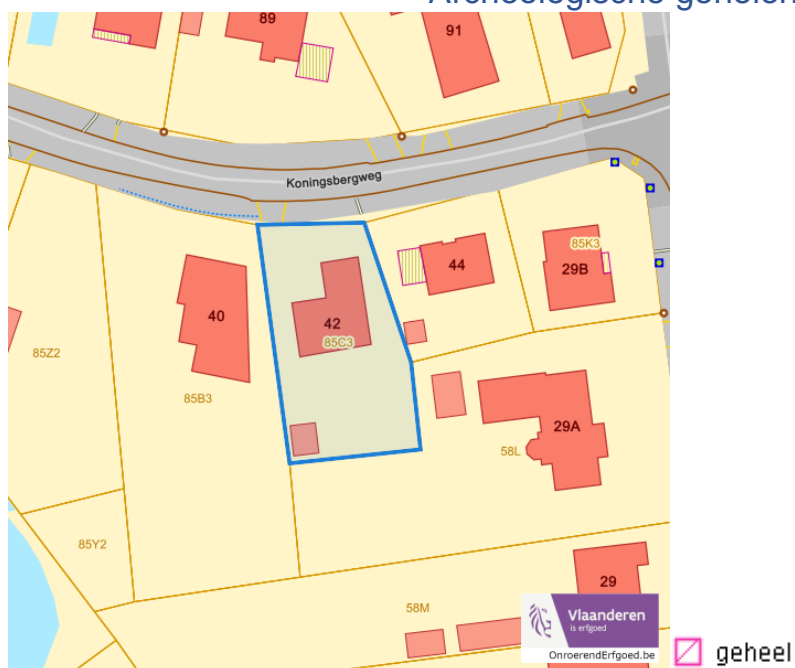 Archeologische geheelen
89
91
Koningsbergweg
44
85K3
29B
40
42
85C3
85Z2
85B3
29A
58L
85Y2
29
58M
Vlaanderen
is erfgoed
OnroerendErfgoed.be
geheel